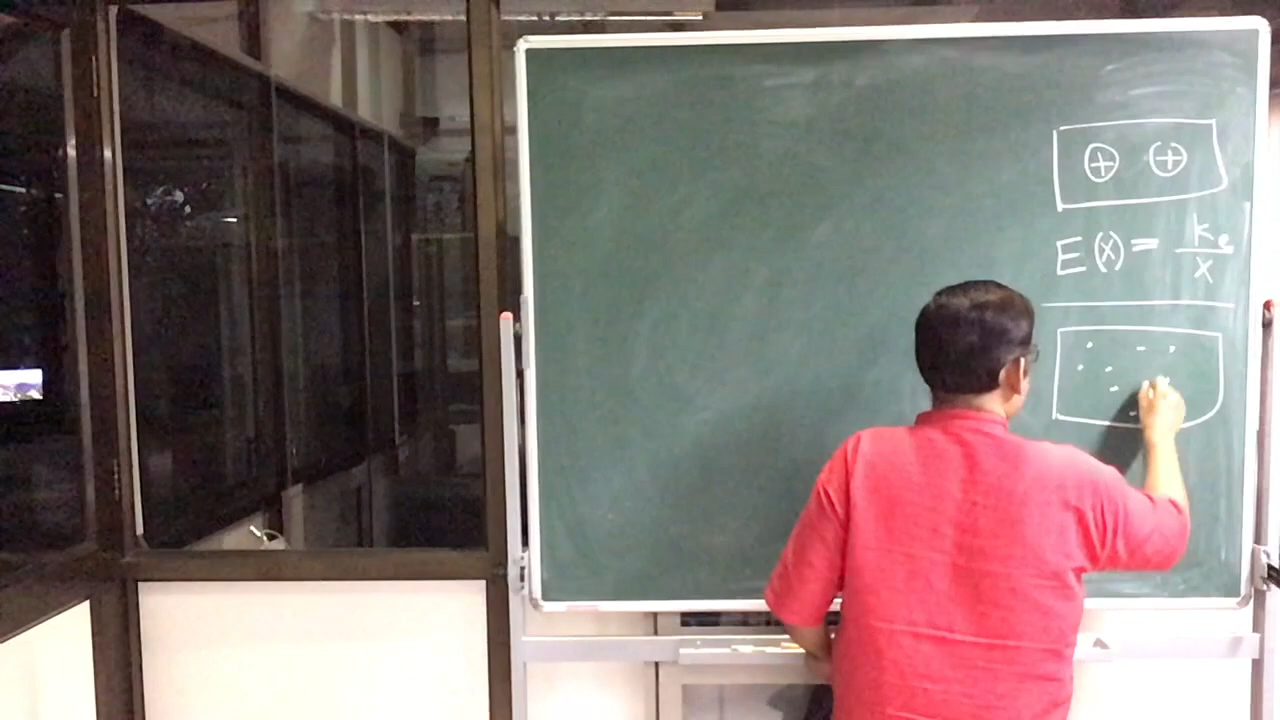 + +
E(x) = ke/x